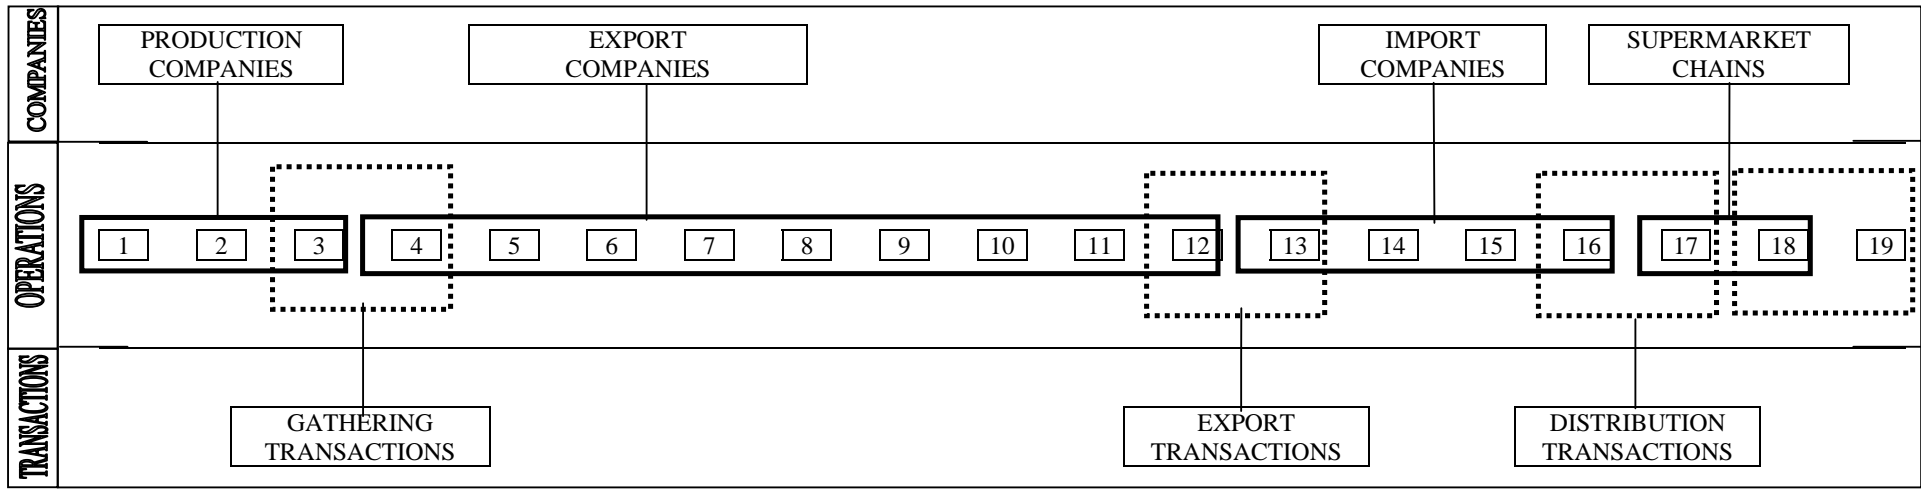 COMPANIES
PRODUCTION
COMPANIES
EXPORT
COMPANIES
IMPORT
COMPANIES
SUPERMARKET
CHAINS
OPERATIONS
1 2 3 4 5 6 7 8 9 10 11 12 13 14 15 16 17 18 19
TRANSACTIONS
GATHERING
TRANSACTIONS
EXPORT
TRANSACTIONS
DISTRIBUTION
TRANSACTIONS